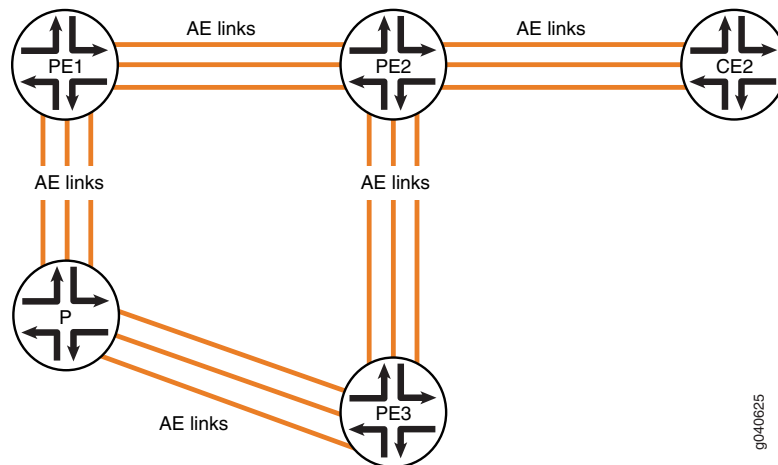 AE links
AE links
PE1
PE2
CE2
AE links
AE links
P
PE3
AE links
g040625